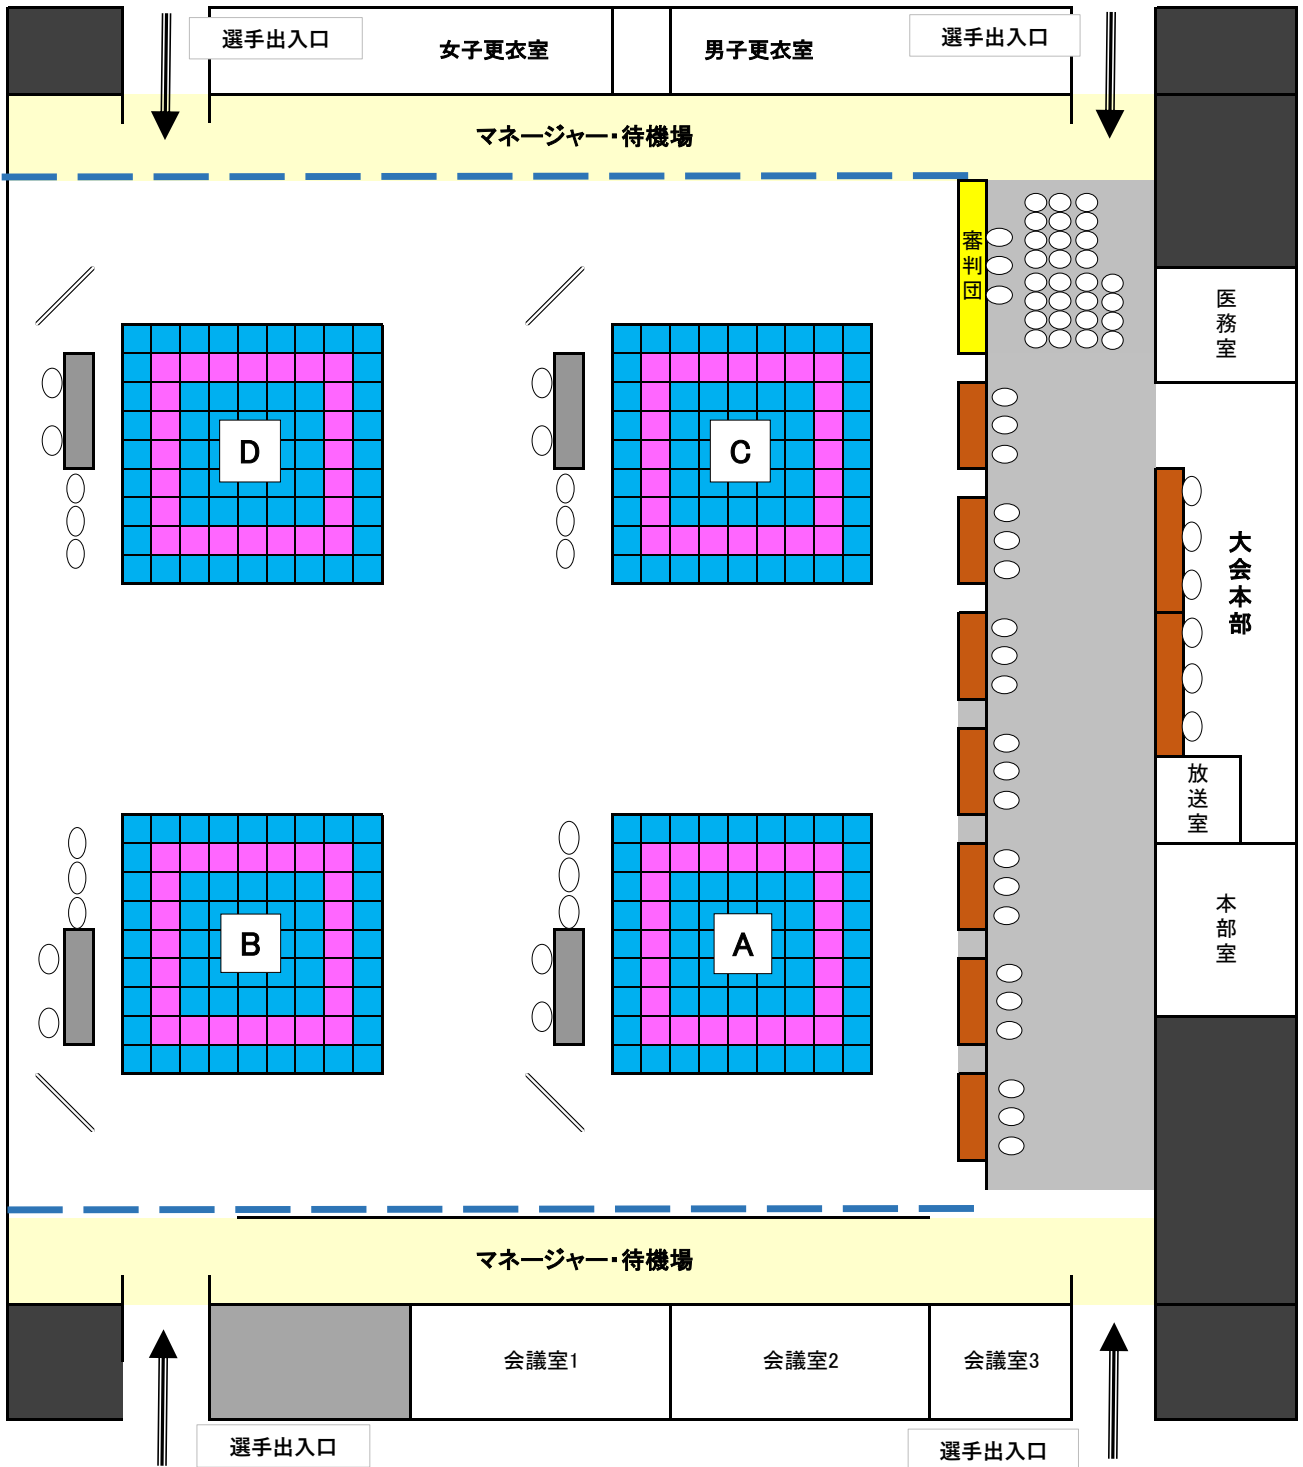 選手出入口
女子更衣室
男子更衣室
選手出入口
マネージャー・待機場
審判団
医務室
D
C
大会本部
放送室
本部室
B
A
マネージャー・待機場
会議室1
会議室2
会議室3
選手出入口
選手出入口